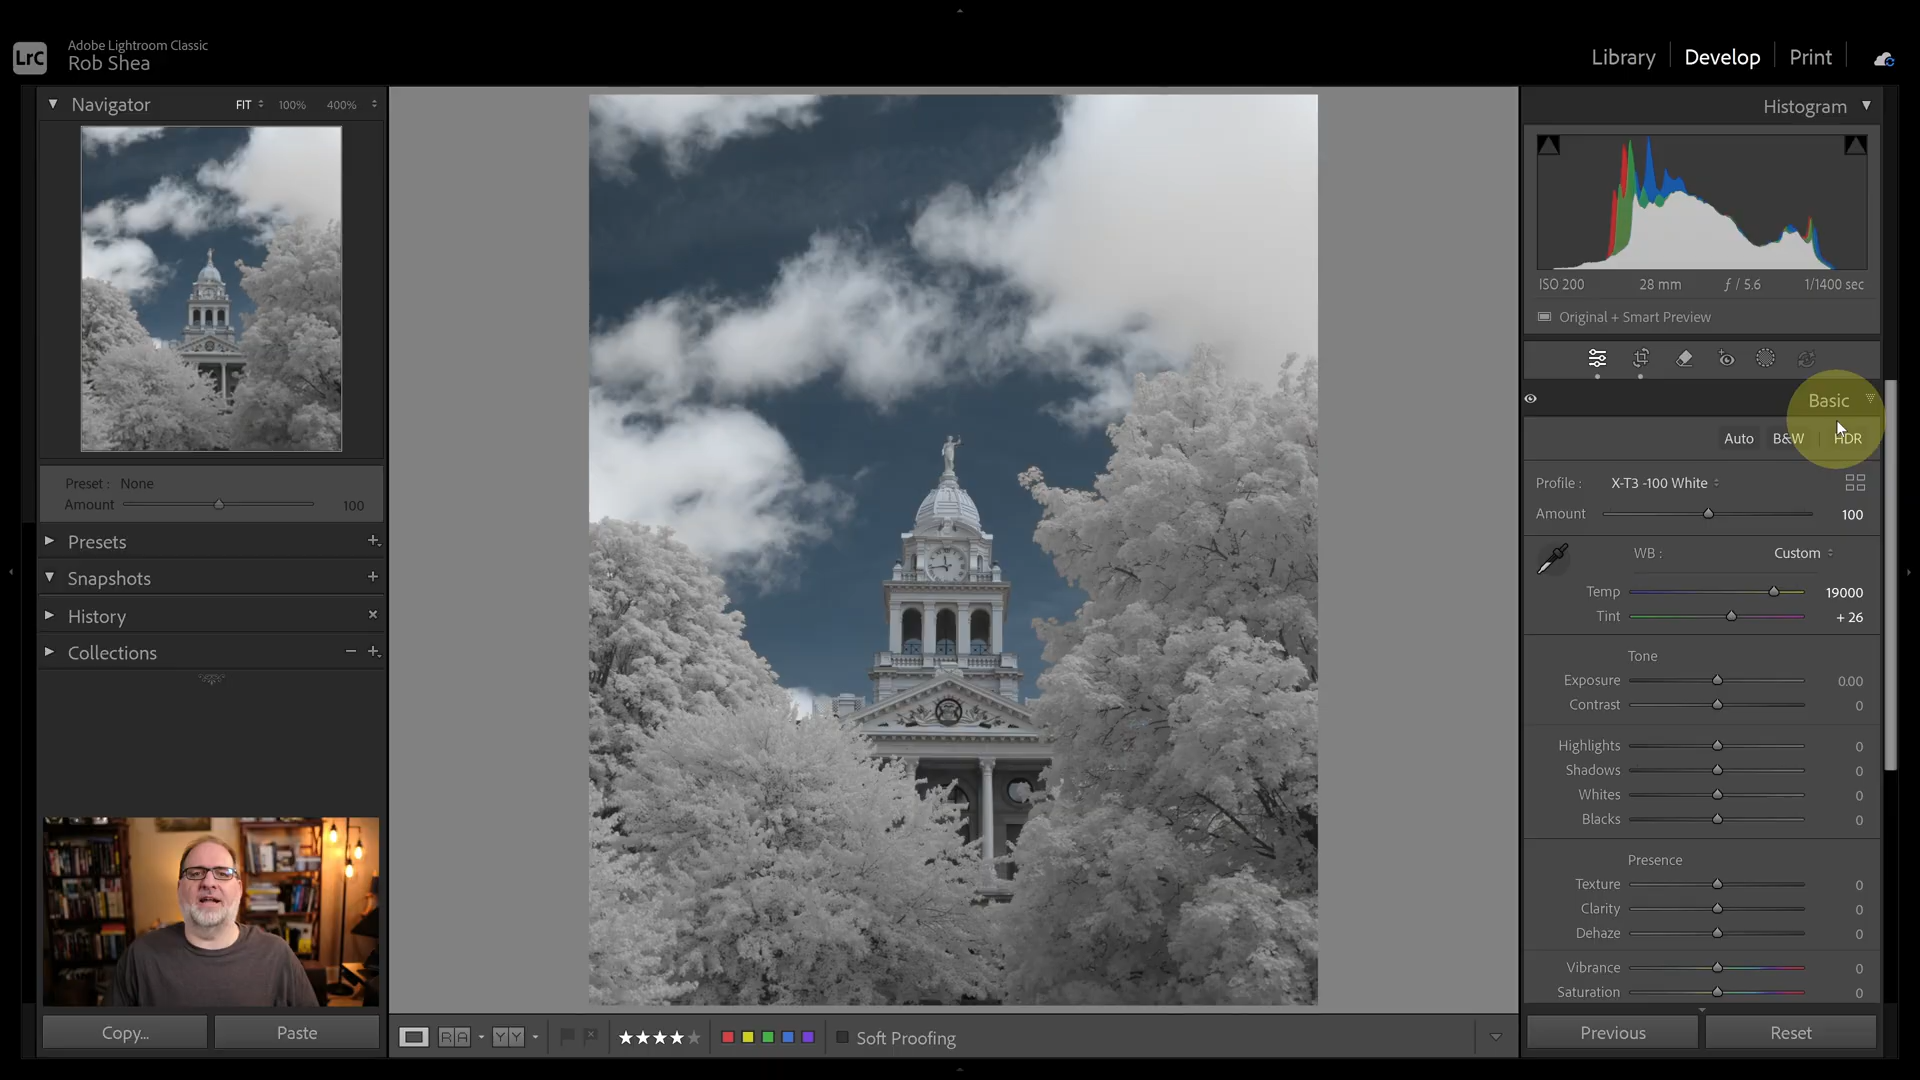 LrC
Adobe Lightroom Classic
Rob Shea
Library
Develop
Print
Navigator
FIT
100%
400%
Preset : None
Amount
100
Presets
Snapshots
History
Collections
Copy...
Paste
Soft Proofing
Histogram
ISO 200
28 mm
ƒ / 5.6
1/1400 sec
Original + Smart Preview
Basic
Auto
B&W
HDR
Profile :
X-T3 -100 White
Amount
100
WB :
Custom
Temp
19000
Tint
+ 26
Tone
Exposure
0.00
Contrast
0
Highlights
0
Shadows
0
Whites
0
Blacks
0
Presence
Texture
0
Clarity
0
Dehaze
0
Vibrance
0
Saturation
0
Previous
Reset
R A
Y Y